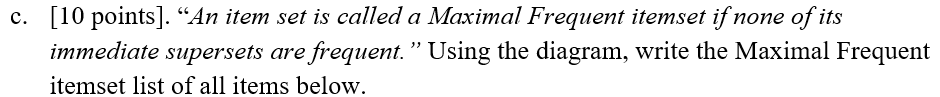 c. [10 points]. “An item set is called a Maximal Frequent itemset if none of its
immediate supersets are frequent.” Using the diagram, write the Maximal Frequent
itemset list of all items below.